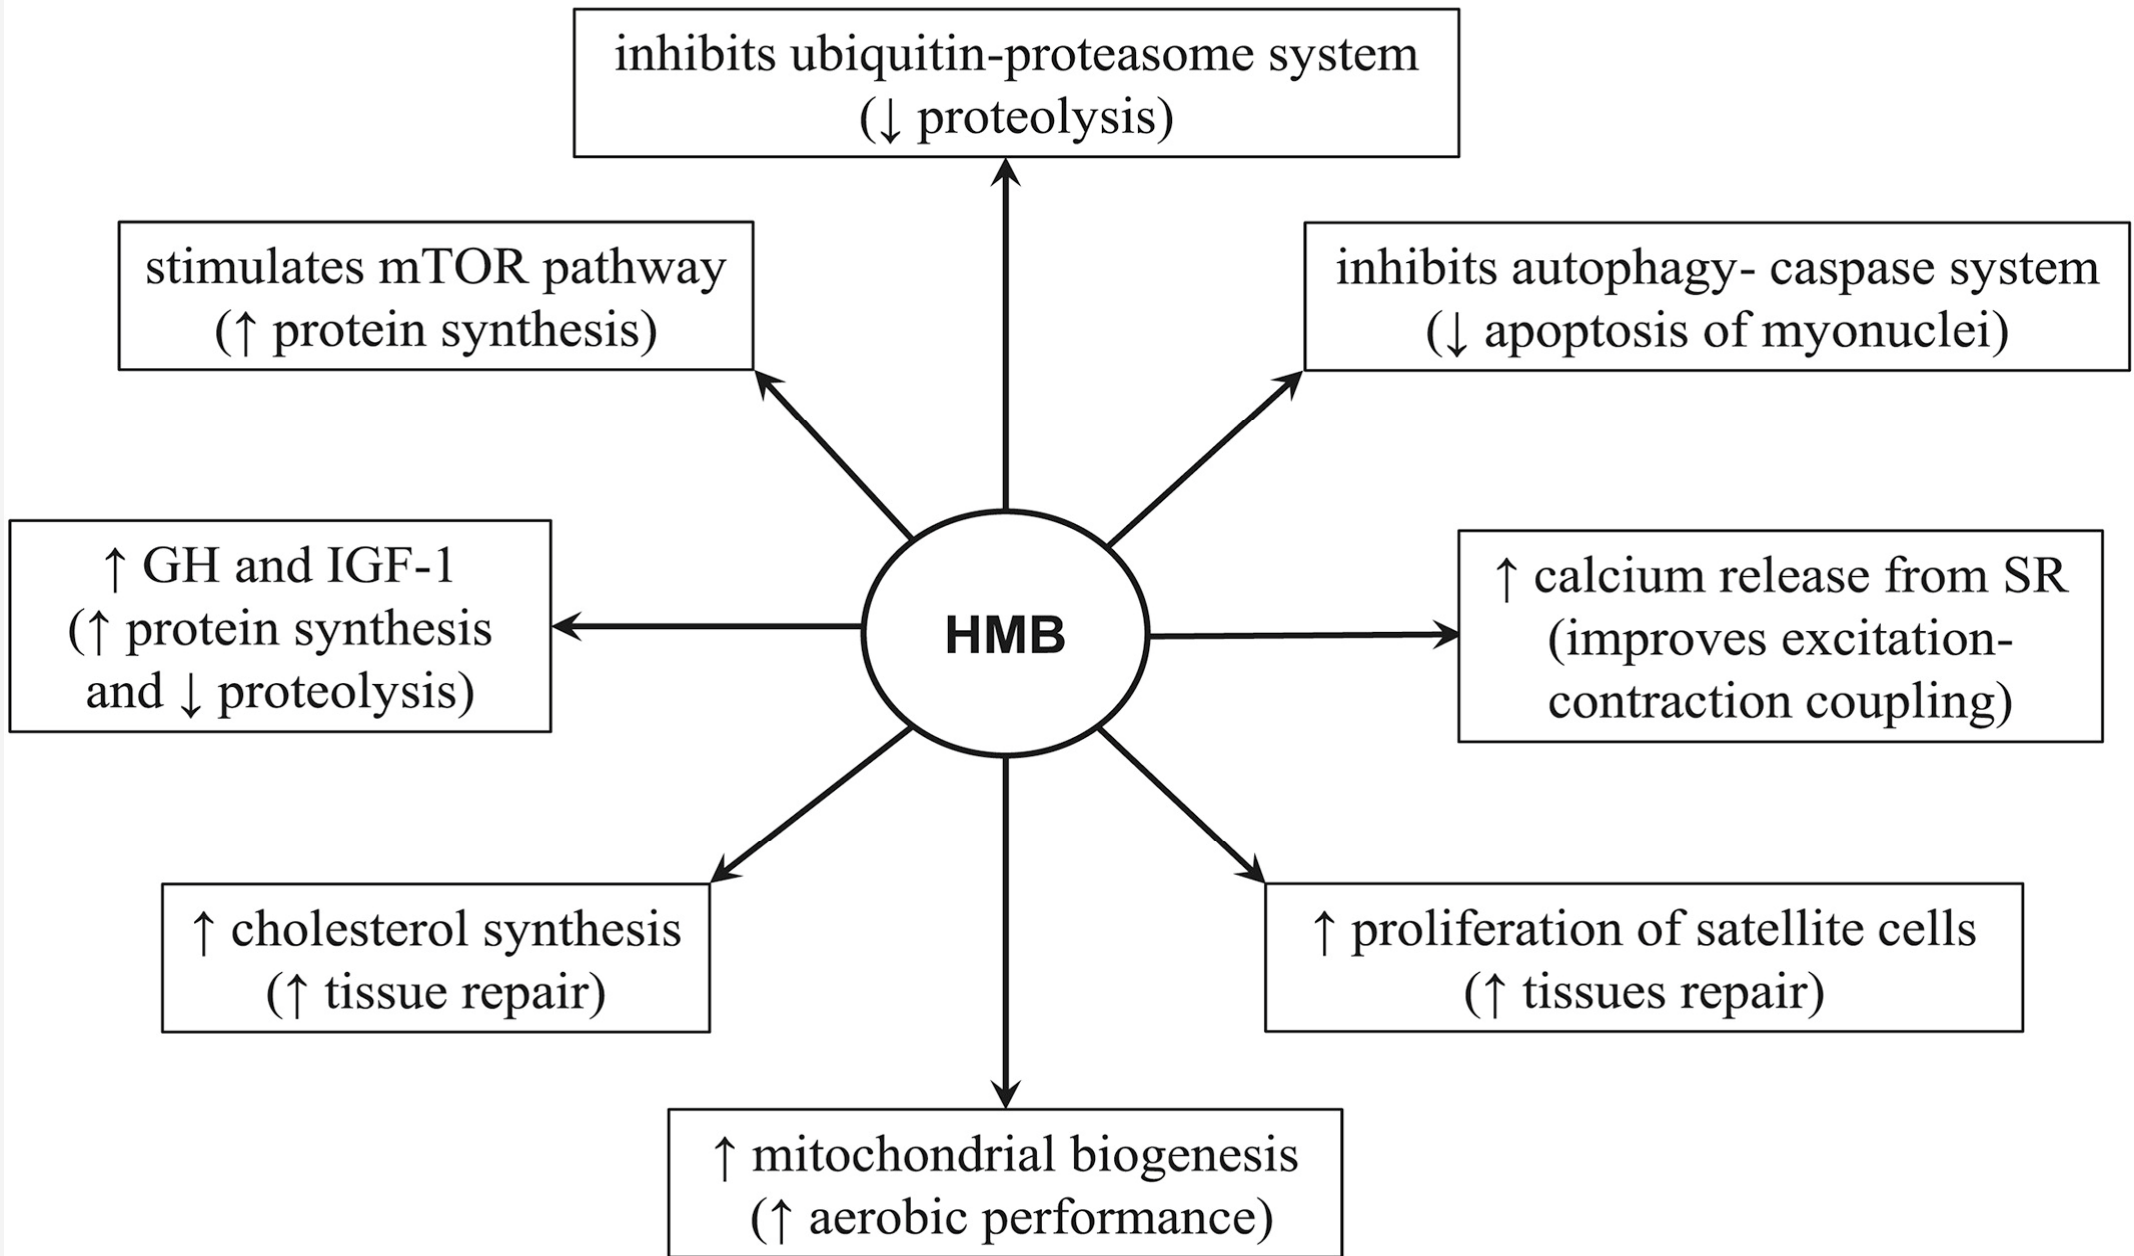 inhibits ubiquitin-proteasome system
(↓ proteolysis)
stimulates mTOR pathway
(↑ protein synthesis)
inhibits autophagy- caspase system
(↓ apoptosis of myonuclei)
↑ GH and IGF-1
(↑ protein synthesis
and ↓ proteolysis)
HMB
↑ calcium release from SR
(improves excitation-
contraction coupling)
↑ cholesterol synthesis
(↑ tissue repair)
↑ proliferation of satellite cells
(↑ tissues repair)
↑ mitochondrial biogenesis
(↑ aerobic performance)